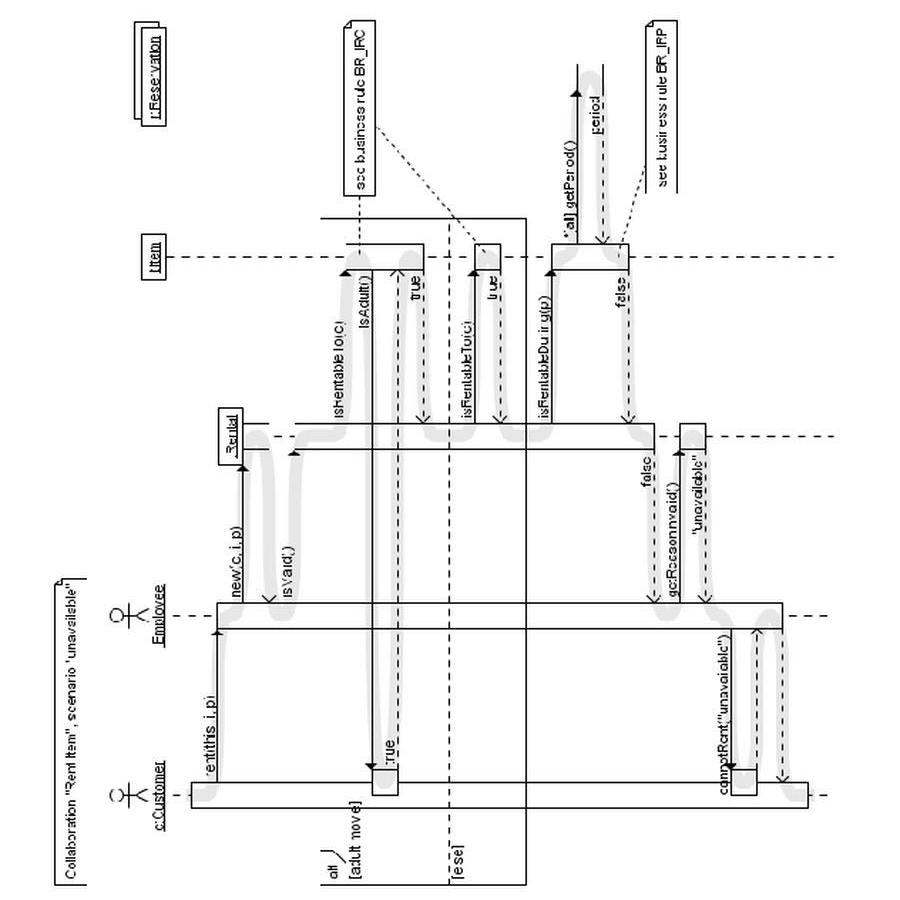 Collaboration "Rent Item", scenario "unavailable"
c:Customer
Employee
:Rental
i:Item
r:Reservation
rent(this, i, p)
new(c, i, p)
isValid()
alt
[adult movie]
isRentableTo(c)
see business rule BR_IRC
isAdult()
true
true
[else]
isRentableTo(c)
true
isRentableDuring(p)
*[all] getPeriod()
period
see business rule BR_IRP
false
false
getReasonInvalid()
"unavailable"
cannotRent("unavailable")